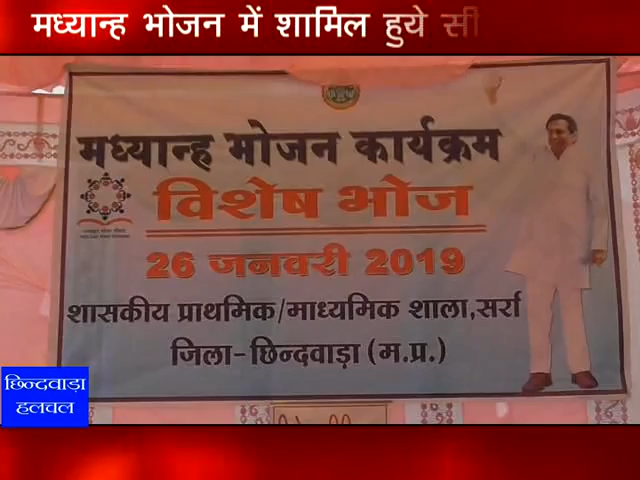 मध्यान्ह भोजन में शामिल हुये सी
मध्यान्ह भोजन कार्यक्रम
विशेष भोज
26 जनवरी 2019
शासकीय प्राथमिक/माध्यमिक शाला,सर्रा
जिला-छिन्दवाड़ा (म.प्र.)
छिन्दवाड़ा
हलचल